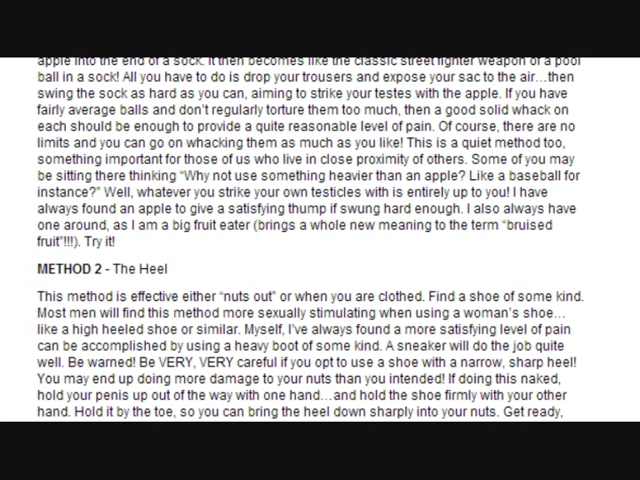 apple into the end of a sock. It then becomes like the classic street fighter weapon of a pool
ball in a sock! All you have to do is drop your trousers and expose your sac to the air…then
swing the sock as hard as you can, aiming to strike your testes with the apple. If you have
fairly average balls and don't regularly torture them too much, then a good solid whack on
each should be enough to provide a quite reasonable level of pain. Of course, there are no
limits and you can go on whacking them as much as you like! This is a quiet method too,
something important for those of us who live in close proximity of others. Some of you may
be sitting there thinking “Why not use something heavier than an apple? Like a baseball for
instance?” Well, whatever you strike your own testicles with is entirely up to you! I have
always found an apple to give a satisfying thump if swung hard enough. I also always have
one around, as I am a big fruit eater (brings a whole new meaning to the term “bruised
fruit”!!!). Try it!
METHOD 2 - The Heel
This method is effective either “nuts out” or when you are clothed. Find a shoe of some kind.
Most men will find this method more sexually stimulating when using a woman's shoe…
like a high heeled shoe or similar. Myself, I've always found a more satisfying level of pain
can be accomplished by using a heavy boot of some kind. A sneaker will do the job quite
well. Be warned! Be VERY, VERY careful if you opt to use a shoe with a narrow, sharp heel!
You may end up doing more damage to your nuts than you intended! If doing this naked,
hold your penis up out of the way with one hand…and hold the shoe firmly with your other
hand. Hold it by the toe, so you can bring the heel down sharply into your nuts. Get ready,